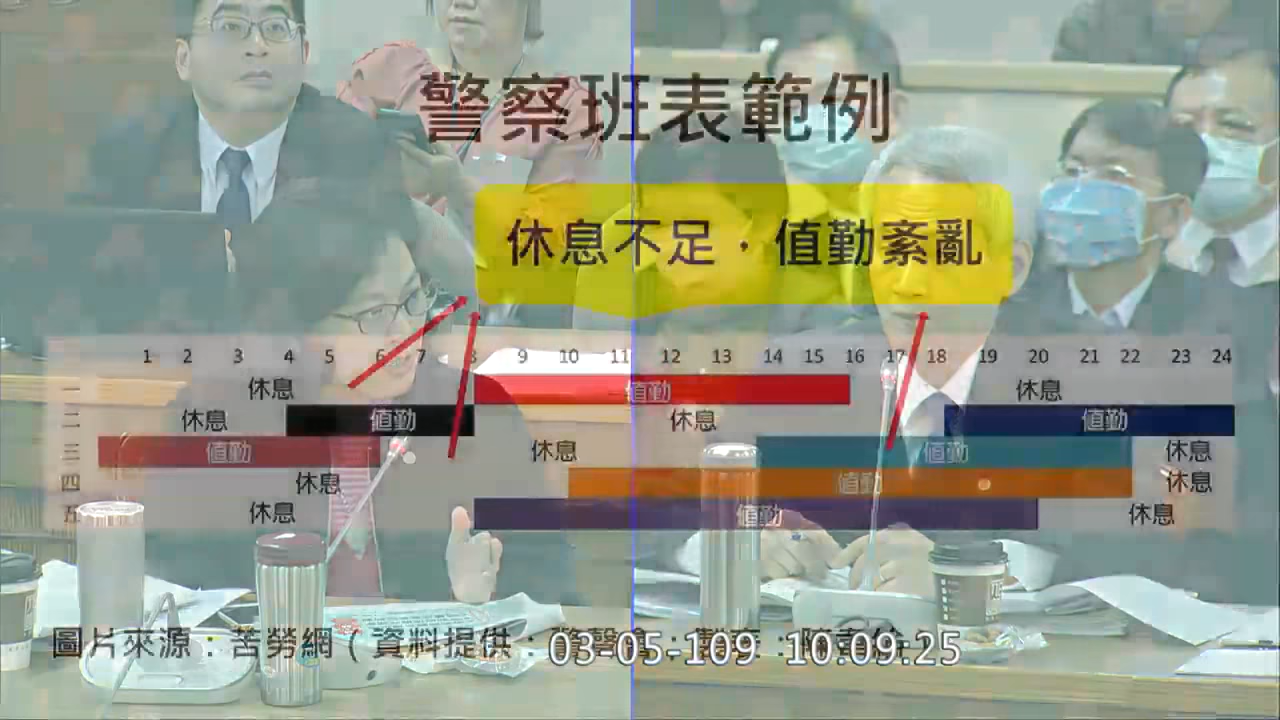 警察班表範例
休息不足，值勤紊亂
1 2 3 4 5 6 7 8 9 10 11 12 13 14 15 16 17 18 19 20 21 22 23 24
一 休息 值勤 休息
二 休息 值勤 休息 值勤
三 值勤 休息 值勤 休息
四 休息 值勤 休息
五 休息 值勤 休息
圖片來源：苦勞網（資料提供：
03-05-109 10:09:25